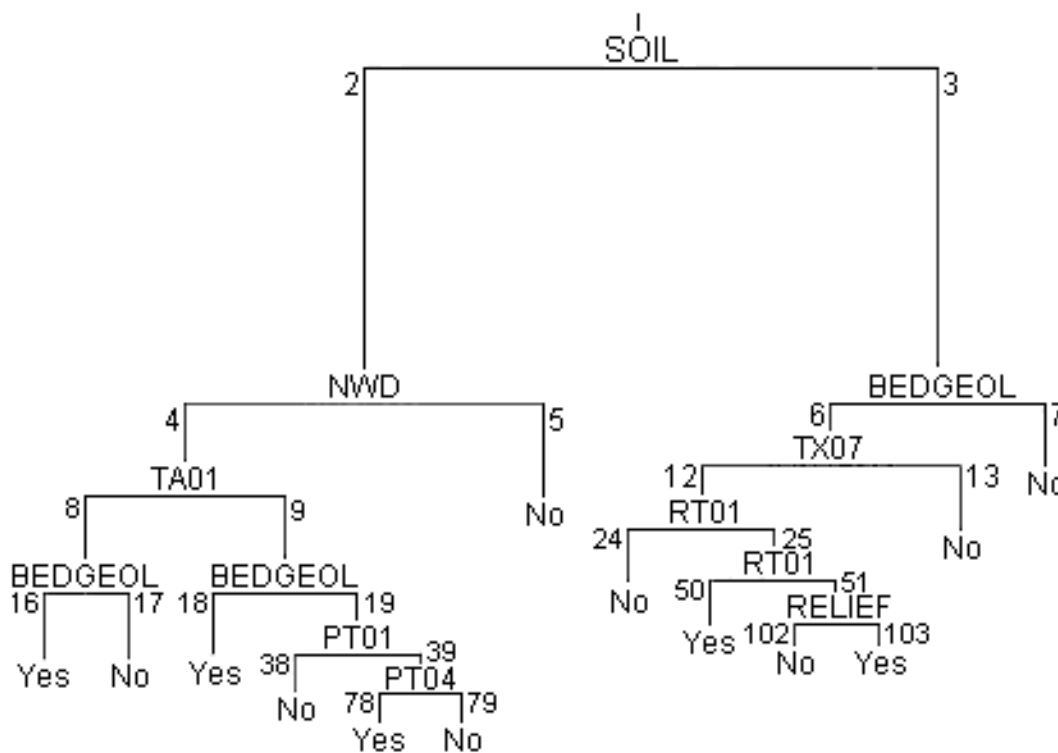 SOIL
2 3
NWD BEDGEOL
4 5 6 7
TX07
TA01 12 13 No
8 9 No RT01
24 25 No
BEDGEOL BEDGEOL RT01
16 17 18 19 No 50 51
RELIEF
PT01 Yes 102 103
38 39 No Yes
Yes No Yes PT04
No 78 79
Yes No